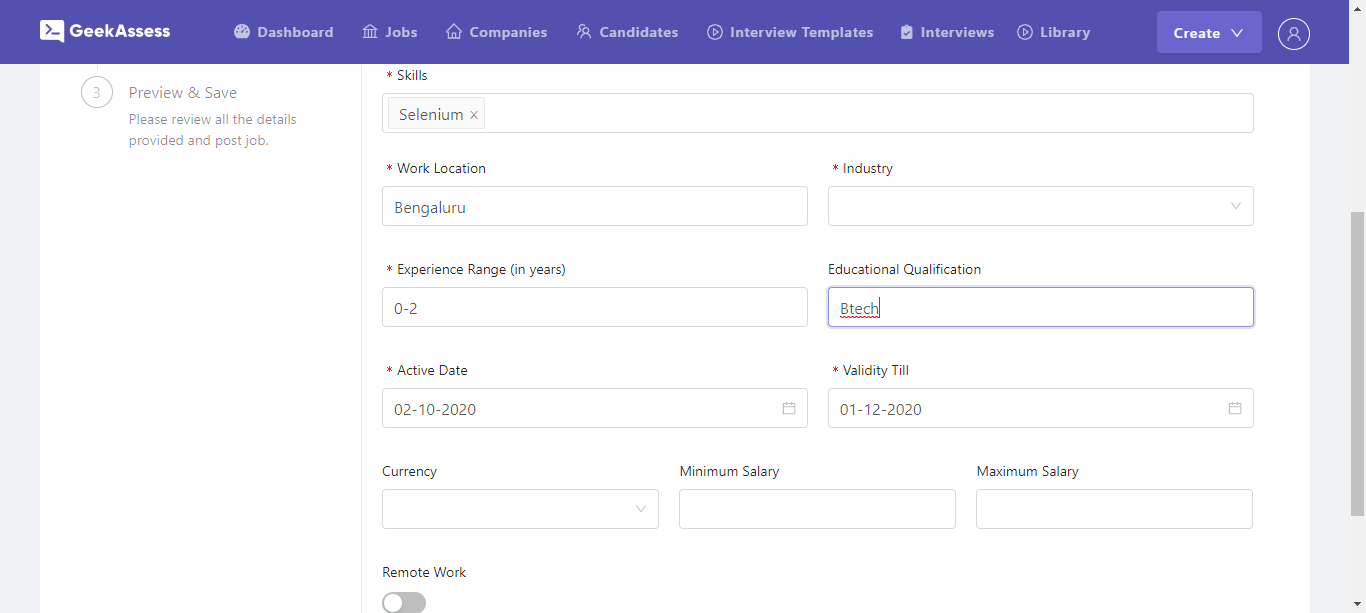 GeekAssess Dashboard Jobs Companies Candidates Interview Templates Interviews Library Create
3 Preview & Save
Please review all the details
provided and post job.
* Skills
Selenium ×
* Work Location * Industry
Bengaluru
* Experience Range (in years) Educational Qualification
0-2 Btech
* Active Date * Validity Till
02-10-2020 01-12-2020
Currency Minimum Salary Maximum Salary
Remote Work